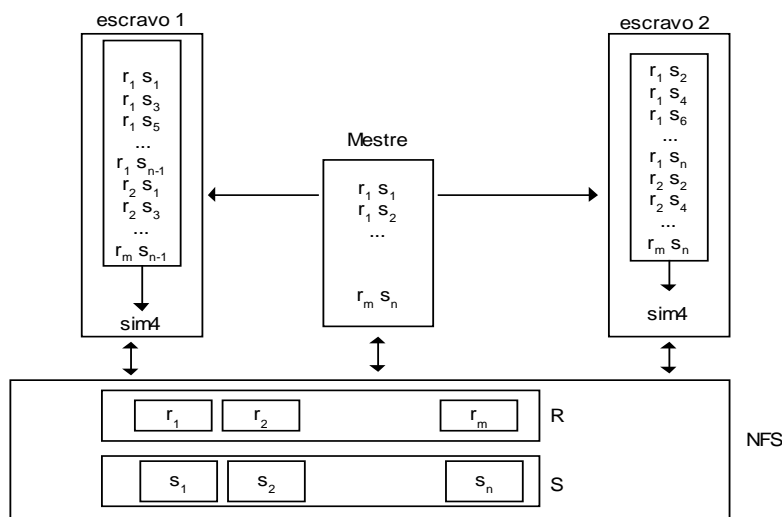 escravo 1
r₁ s₁
r₁ s₃
r₁ s₅
...
r₁ sₙ₋₁
r₂ s₁
r₂ s₃
...
rₘ sₙ₋₁
sim4
Mestre
r₁ s₁
r₁ s₂
...
rₘ sₙ
escravo 2
r₁ s₂
r₁ s₄
r₁ s₆
...
r₁ sₙ
r₂ s₂
r₂ s₄
...
rₘ sₙ
sim4
r₁ r₂ rₘ R
NFS
s₁ s₂ sₙ S